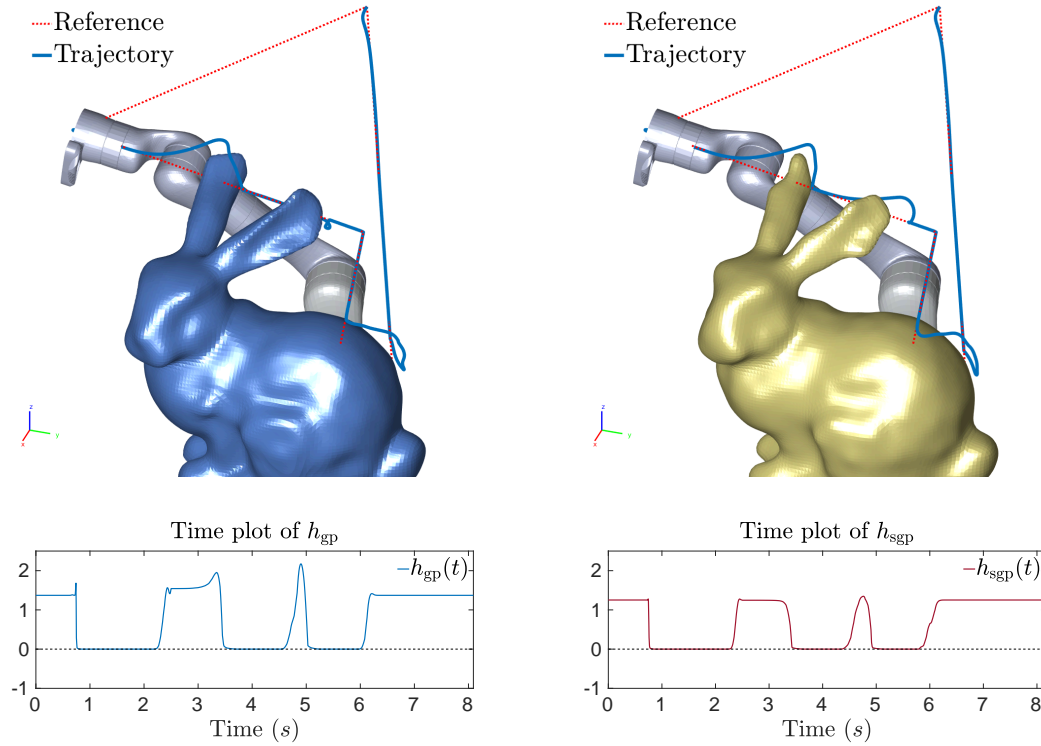 Reference
Trajectory
Reference
Trajectory
z
y
x
z
y
x
Time plot of h_gp
h_gp(t)
2
1
0
-1
0 1 2 3 4 5 6 7 8
Time (s)
Time plot of h_sgp
h_sgp(t)
2
1
0
-1
0 1 2 3 4 5 6 7 8
Time (s)